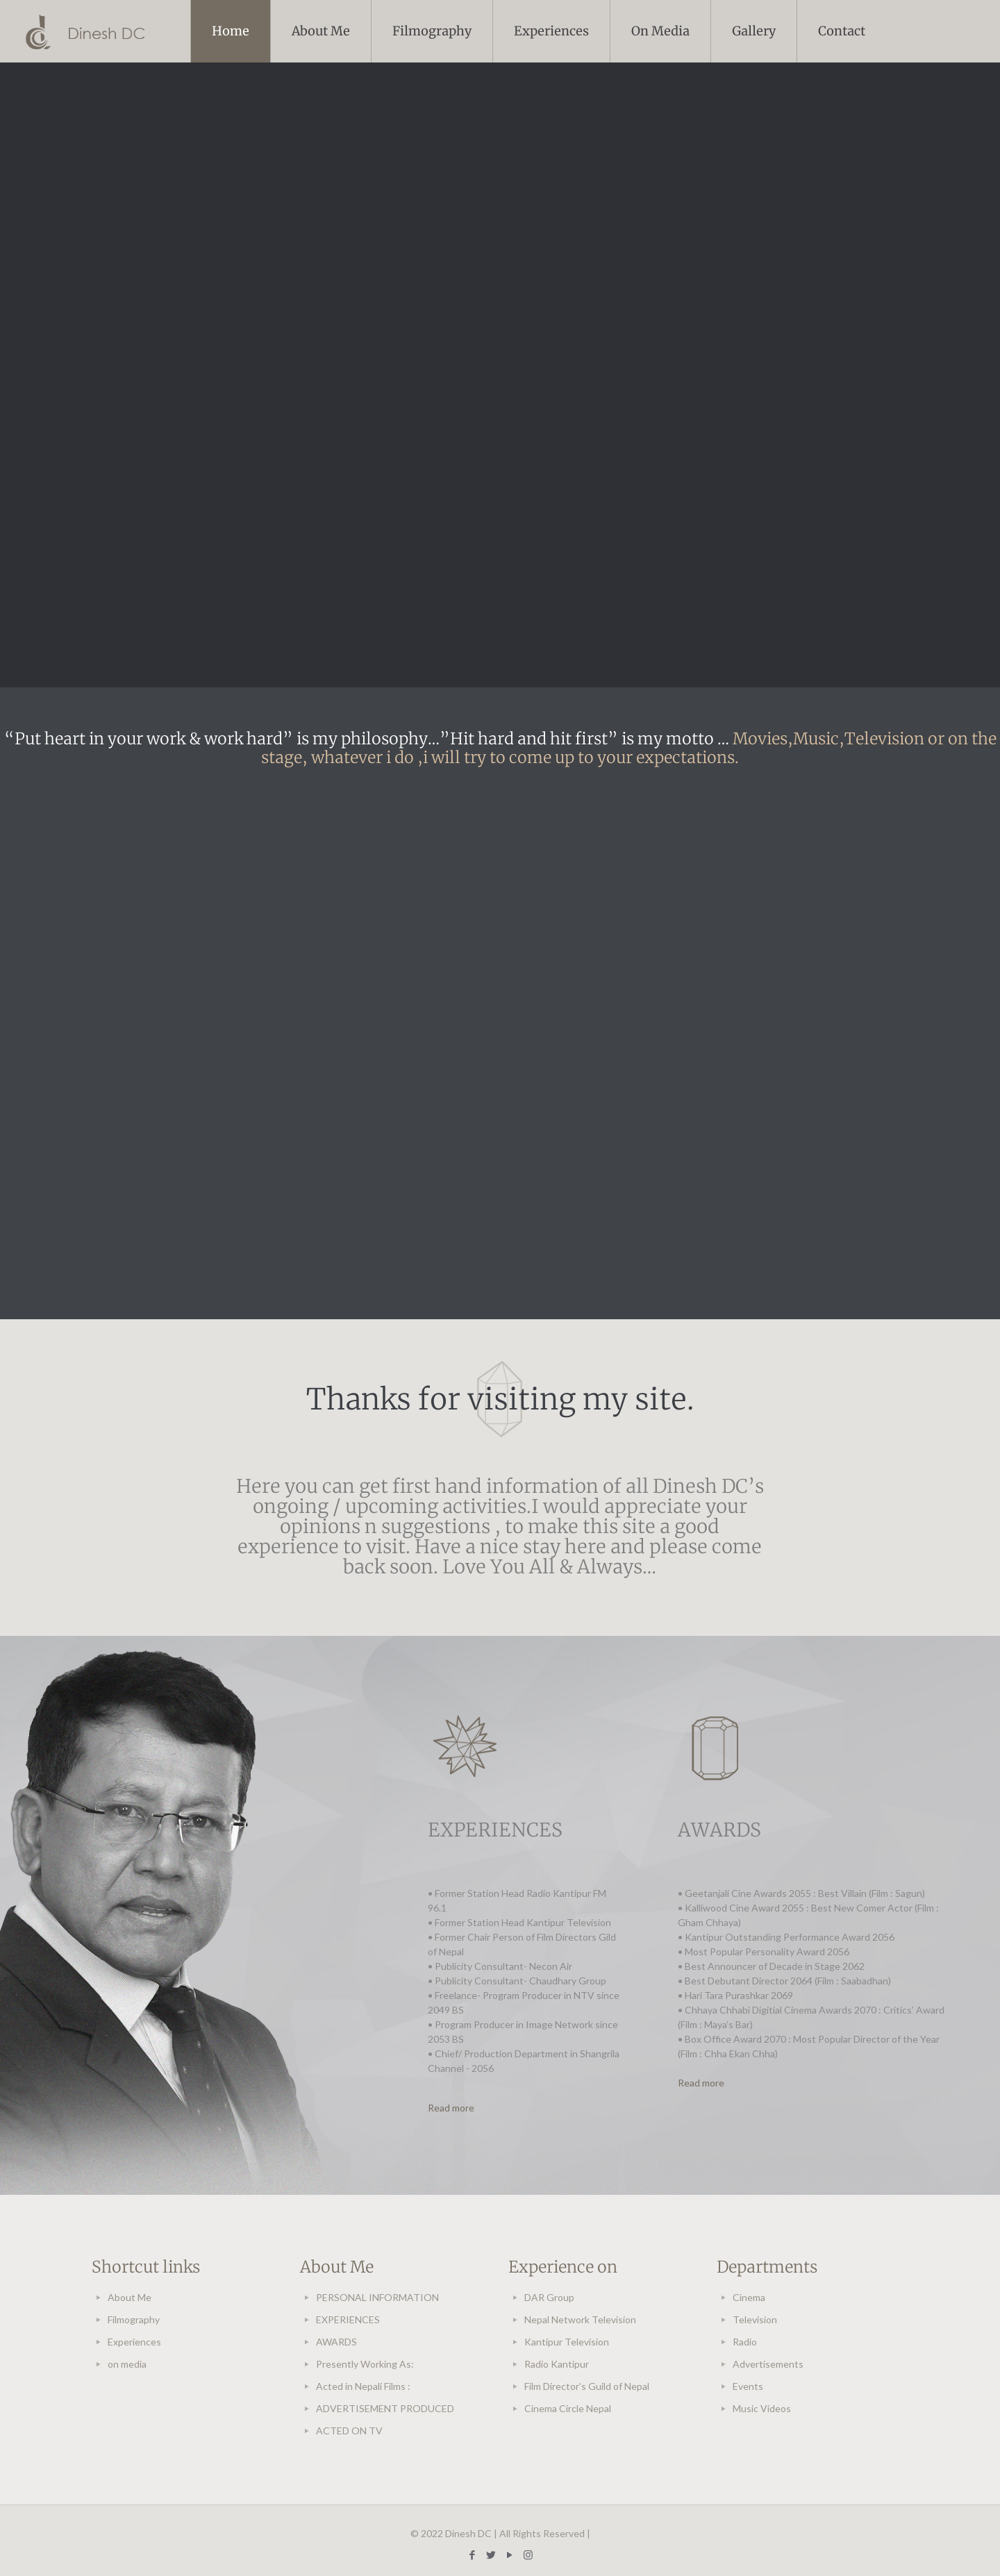 Dinesh DC
Home
About Me
Filmography
Experiences
On Media
Gallery
Contact
“Put heart in your work & work hard” is my philosophy…”Hit hard and hit first” is my motto … Movies,Music,Television or on the
stage, whatever i do ,i will try to come up to your expectations.
Thanks for visiting my site.
Here you can get first hand information of all Dinesh DC’s
ongoing / upcoming activities.I would appreciate your
opinions n suggestions , to make this site a good
experience to visit. Have a nice stay here and please come
back soon. Love You All & Always…
EXPERIENCES
• Former Station Head Radio Kantipur FM
96.1
• Former Station Head Kantipur Television
• Former Chair Person of Film Directors Gild
of Nepal
• Publicity Consultant- Necon Air
• Publicity Consultant- Chaudhary Group
• Freelance- Program Producer in NTV since
2049 BS
• Program Producer in Image Network since
2053 BS
• Chief/ Production Department in Shangrila
Channel - 2056
Read more
AWARDS
• Geetanjali Cine Awards 2055 : Best Villain (Film : Sagun)
• Kalliwood Cine Award 2055 : Best New Comer Actor (Film :
Gham Chhaya)
• Kantipur Outstanding Performance Award 2056
• Most Popular Personality Award 2056
• Best Announcer of Decade in Stage 2062
• Best Debutant Director 2064 (Film : Saabadhan)
• Hari Tara Purashkar 2069
• Chhaya Chhabi Digitial Cinema Awards 2070 : Critics’ Award
(Film : Maya’s Bar)
• Box Office Award 2070 : Most Popular Director of the Year
(Film : Chha Ekan Chha)
Read more
Shortcut links
About Me
Filmography
Experiences
on media
About Me
PERSONAL INFORMATION
EXPERIENCES
AWARDS
Presently Working As:
Acted in Nepali Films :
ADVERTISEMENT PRODUCED
ACTED ON TV
Experience on
DAR Group
Nepal Network Television
Kantipur Television
Radio Kantipur
Film Director’s Guild of Nepal
Cinema Circle Nepal
Departments
Cinema
Television
Radio
Advertisements
Events
Music Videos
© 2022 Dinesh DC | All Rights Reserved |